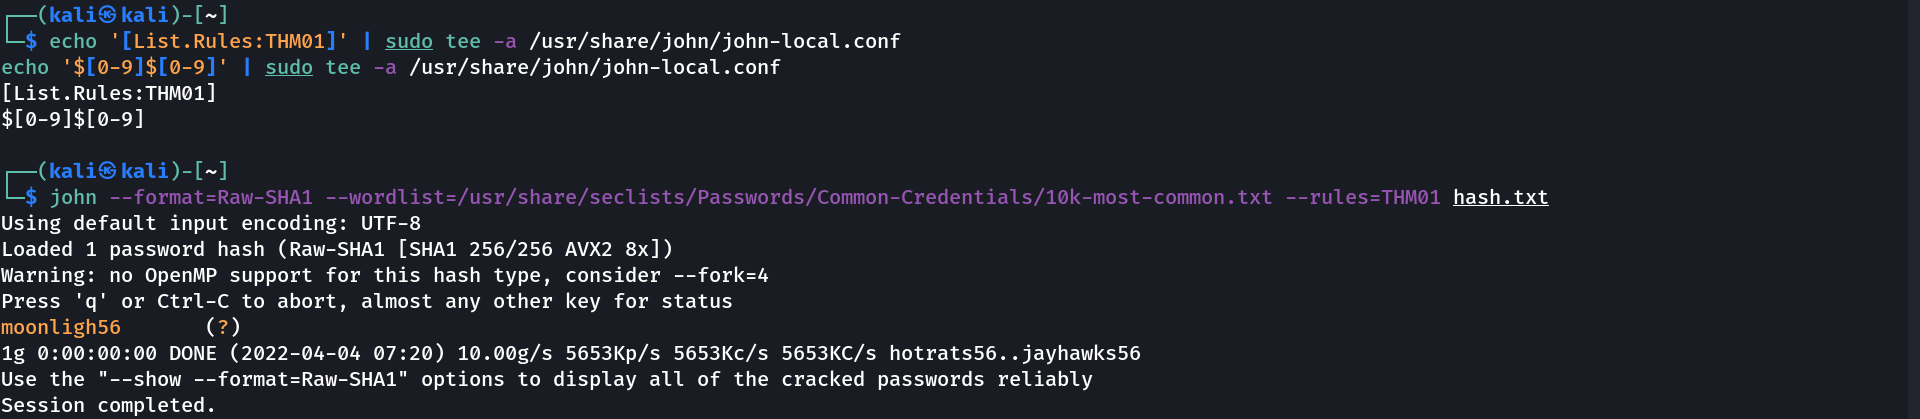 ┌──(kali㉿kali)-[~]
└─$ echo '[List.Rules:THM01]' | sudo tee -a /usr/share/john/john-local.conf
echo '$[0-9]$[0-9]' | sudo tee -a /usr/share/john/john-local.conf
[List.Rules:THM01]
$[0-9]$[0-9]
┌──(kali㉿kali)-[~]
└─$ john --format=Raw-SHA1 --wordlist=/usr/share/seclists/Passwords/Common-Credentials/10k-most-common.txt --rules=THM01 hash.txt
Using default input encoding: UTF-8
Loaded 1 password hash (Raw-SHA1 [SHA1 256/256 AVX2 8x])
Warning: no OpenMP support for this hash type, consider --fork=4
Press 'q' or Ctrl-C to abort, almost any other key for status
moonligh56       (?)
1g 0:00:00:00 DONE (2022-04-04 07:20) 10.00g/s 5653Kp/s 5653Kc/s 5653KC/s hotrats56..jayhawks56
Use the "--show --format=Raw-SHA1" options to display all of the cracked passwords reliably
Session completed.